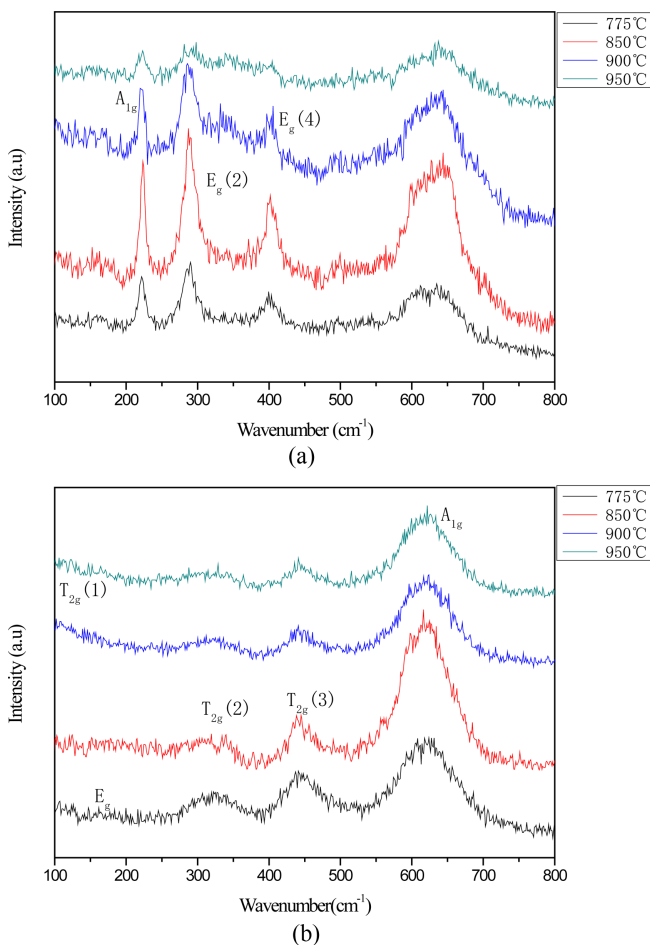 775℃
850℃
900℃
950℃
A1g
Eg(2)
Eg(4)
Intensity (a.u)
100 200 300 400 500 600 700 800
Wavenumber (cm-1)
(a)
775℃
850℃
900℃
950℃
A1g
T2g(1)
T2g(2)
T2g(3)
Eg
Intensity (a.u)
100 200 300 400 500 600 700 800
Wavenumber(cm-1)
(b)